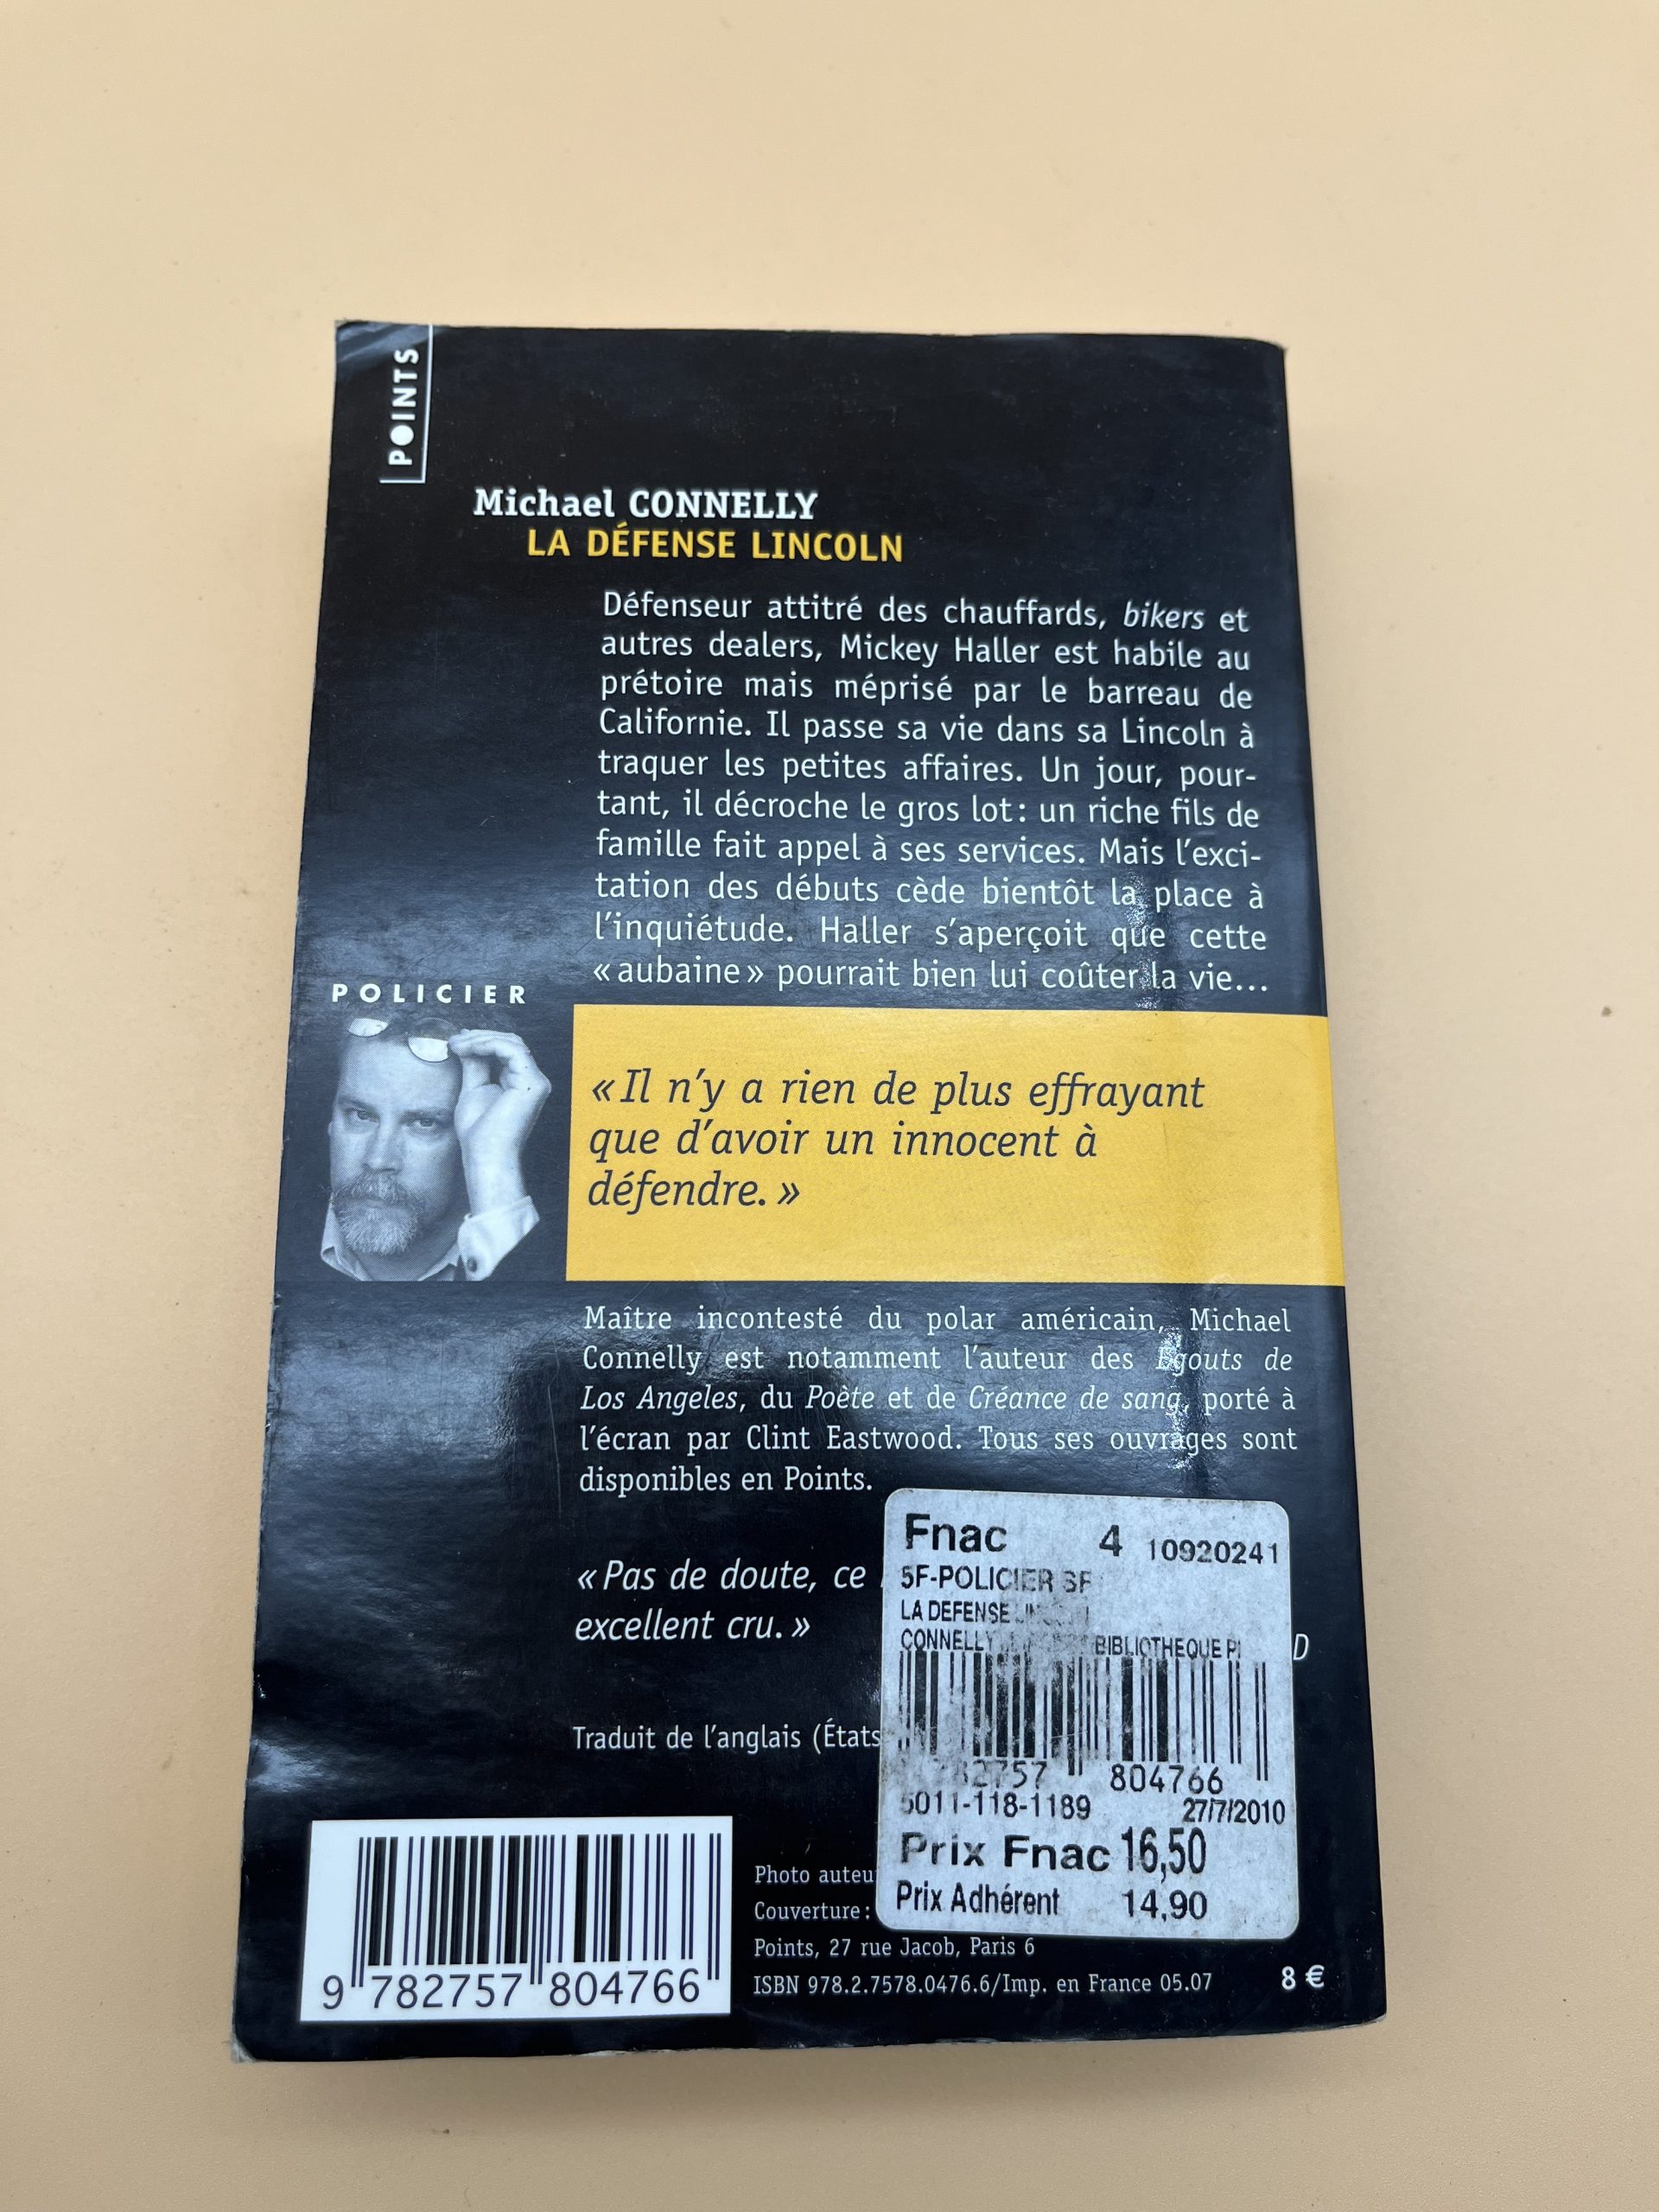 POINTS
Michael CONNELLY
LA DÉFENSE LINCOLN
Défenseur attitré des chauffards, bikers et
autres dealers, Mickey Haller est habile au
prétoire mais méprisé par le barreau de
Californie. Il passe sa vie dans sa Lincoln à
traquer les petites affaires. Un jour, pour-
tant, il décroche le gros lot : un riche fils de
famille fait appel à ses services. Mais l'exci-
tation des débuts cède bientôt la place à
l'inquiétude. Haller s'aperçoit que cette
« aubaine » pourrait bien lui coûter la vie...
POLICIER
« Il n'y a rien de plus effrayant
que d'avoir un innocent à
défendre. »
Maître incontesté du polar américain, Michael
Connelly est notamment l'auteur des Égouts de
Los Angeles, du Poète et de Créance de sang, porté à
l'écran par Clint Eastwood. Tous ses ouvrages sont
disponibles en Points.
« Pas de doute, ce
excellent cru. »
D
Traduit de l'anglais (États
Fnac 4 10920241
5F-POLICIER SF
LA DEFENSE
CONNELLY BIBLIOTHEQUE PI
82757 804766
5011-118-1189 27/7/2010
Prix Fnac 16,50
Prix Adhérent 14,90
Photo auteu
Couverture :
Points, 27 rue Jacob, Paris 6
ISBN 978.2.7578.0476.6/Imp. en France 05.07
8 €
9 782757 804766